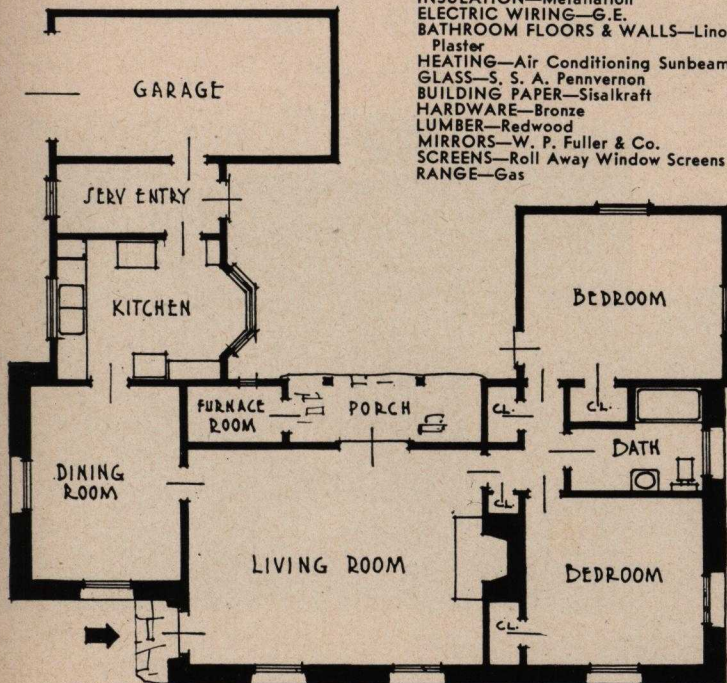 INSULATION—Metallation
ELECTRIC WIRING—G.E.
BATHROOM FLOORS & WALLS—Lino
Plaster
HEATING—Air Conditioning Sunbeam
GLASS—S. S. A. Pennvernon
BUILDING PAPER—Sisalkraft
HARDWARE—Bronze
LUMBER—Redwood
MIRRORS—W. P. Fuller & Co.
SCREENS—Roll Away Window Screens
RANGE—Gas
GARAGE
SERV ENTRY
KITCHEN
BEDROOM
FURNACE
ROOM
PORCH
CL.
CL.
BATH
DINING
ROOM
CL.
LIVING ROOM
BEDROOM
CL.